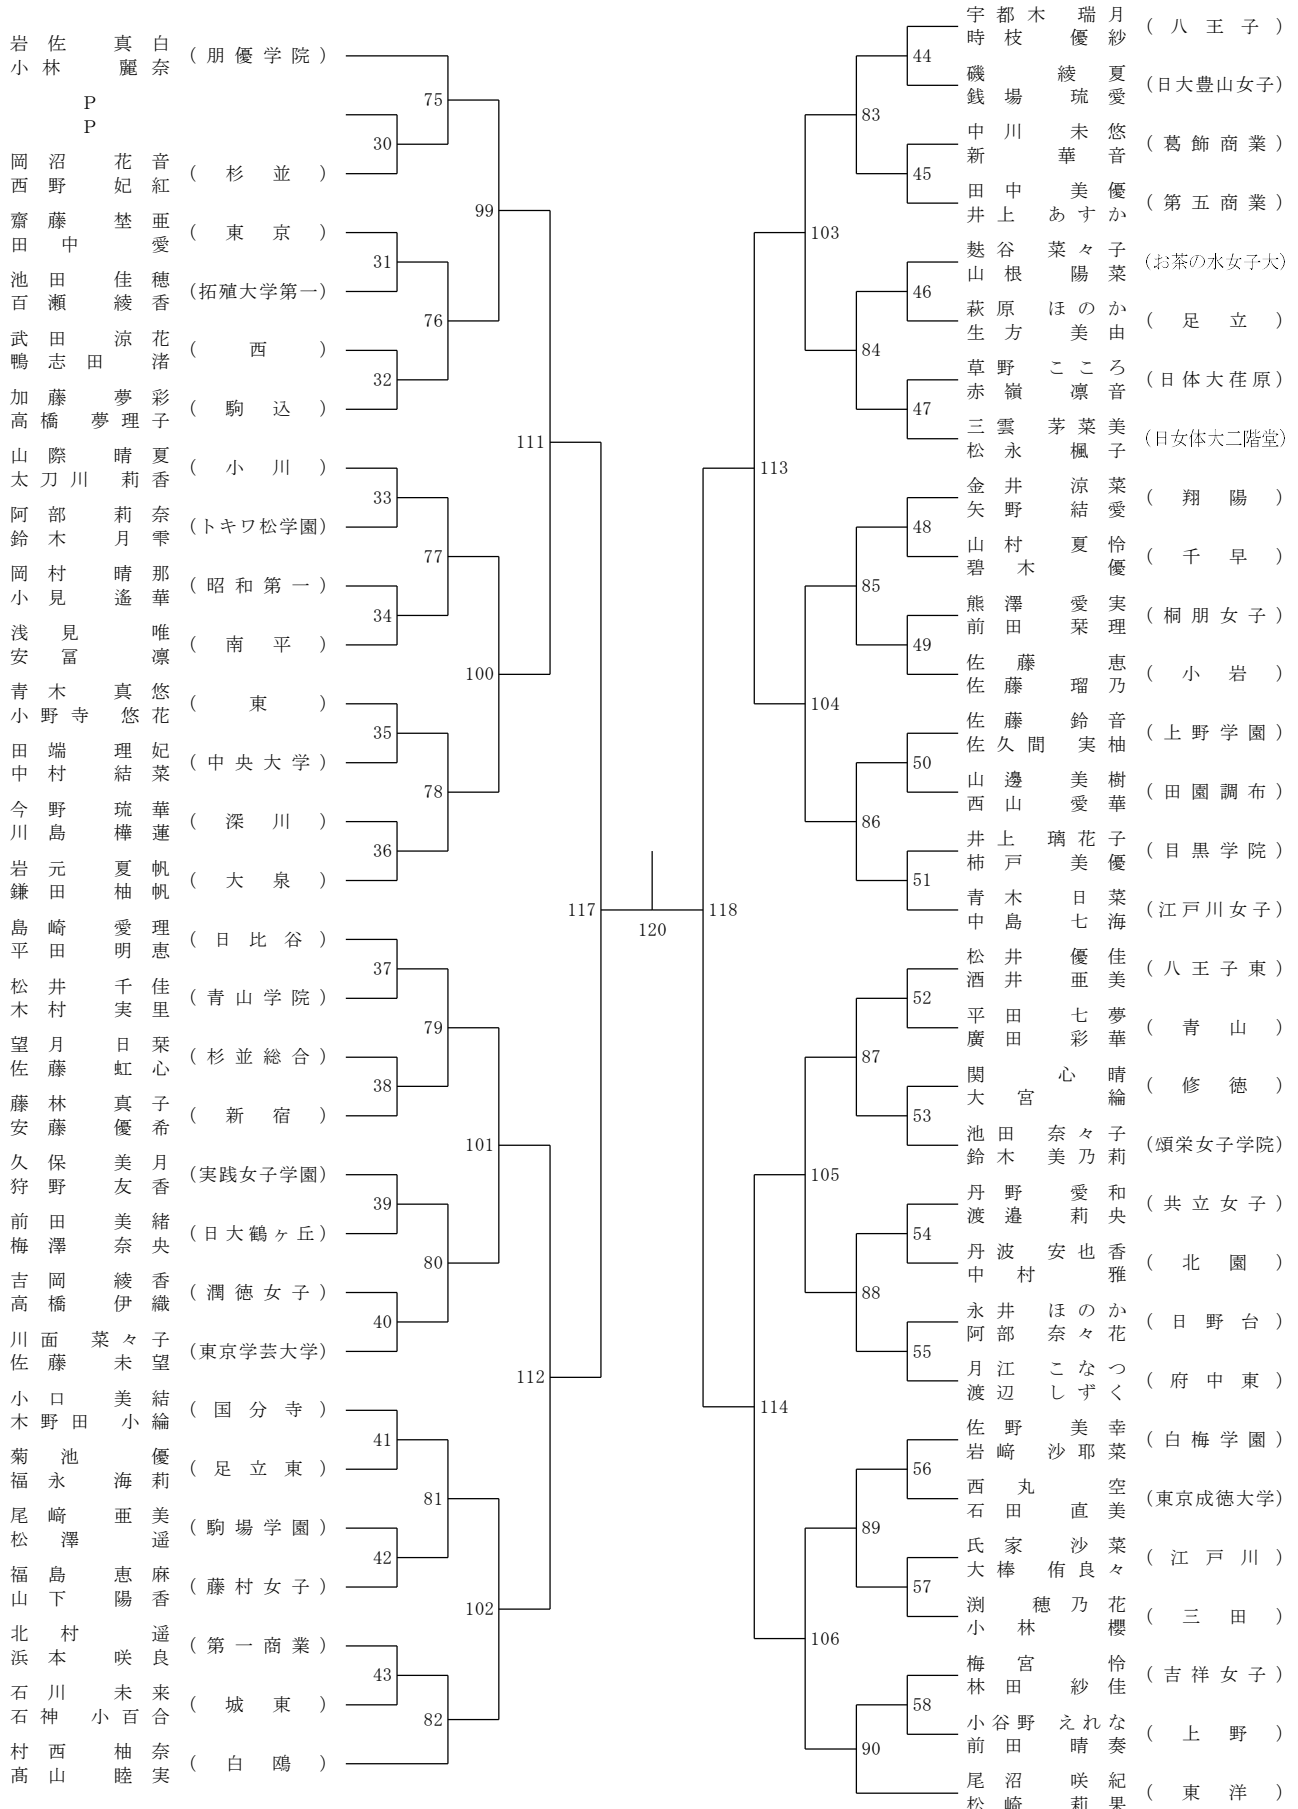 岩佐 真白
小林 麗奈 (朋優学院)
P
P
岡沼 花音
西野 妃紅 (杉並)
齋藤 埜亜
田中 愛 (東京)
池田 佳穂
百瀬 綾香 (拓殖大学第一)
武田 涼花
鴨志田 渚 (西)
加藤 夢彩
高橋 夢理子 (駒込)
山際 晴夏
太刀川 莉香 (小川)
阿部 莉奈
鈴木 月雫 (トキワ松学園)
岡村 晴那
小見 遙華 (昭和第一)
浅見 唯
安冨 凛 (南平)
青木 真悠
小野寺 悠花 (東)
田端 理妃
中村 結菜 (中央大学)
今野 琉華
川島 樺蓮 (深川)
岩元 夏帆
鎌田 柚帆 (大泉)
島崎 愛理
平田 明恵 (日比谷)
松井 千佳
木村 実里 (青山学院)
望月 日栞
佐藤 虹心 (杉並総合)
藤林 真子
安藤 優希 (新宿)
久保 美月
狩野 友香 (実践女子学園)
前田 美緒
梅澤 奈央 (日大鶴ヶ丘)
吉岡 綾香
高橋 伊織 (潤徳女子)
川面 菜々子
佐藤 未望 (東京学芸大学)
小口 美結
木野田 小綸 (国分寺)
菊池 優
福永 海莉 (足立東)
尾﨑 亜美
松澤 遥 (駒場学園)
福島 恵麻
山下 陽香 (藤村女子)
北村 遥
浜本 咲良 (第一商業)
石川 未来
石神 小百合 (城東)
村西 柚奈
髙山 睦実 (白鴎)
30
31
32
33
34
35
36
37
38
39
40
41
42
43
75
76
77
78
79
80
81
82
99
100
101
102
111
112
117
120
118
113
114
103
104
105
106
83
84
85
86
87
88
89
90
44
45
46
47
48
49
50
51
52
53
54
55
56
57
58
宇都木 瑞月
時枝 優紗 (八王子)
磯 綾夏
銭場 琉愛 (日大豊山女子)
中川 未悠
新 華音 (葛飾商業)
田中 美優
井上 あすか (第五商業)
麸谷 菜々子
山根 陽菜 (お茶の水女子大)
萩原 ほのか
生方 美由 (足立)
草野 こころ
赤嶺 凛音 (日体大荏原)
三雲 茅菜美
松永 楓子 (日女体大二階堂)
金井 涼菜
矢野 結愛 (翔陽)
山村 夏怜
碧木 優 (千早)
熊澤 愛実
前田 栞理 (桐朋女子)
佐藤 恵
佐藤 瑠乃 (小岩)
佐藤 鈴音
佐久間 実柚 (上野学園)
山邊 美樹
西山 愛華 (田園調布)
井上 璃花子
柿戸 美優 (目黒学院)
青木 日菜
中島 七海 (江戸川女子)
松井 優佳
酒井 亜美 (八王子東)
平田 七夢
廣田 彩華 (青山)
関 心晴
大宮 綸 (修徳)
池田 奈々子
鈴木 美乃莉 (頌栄女子学院)
丹野 愛和
渡邉 莉央 (共立女子)
丹波 安也香
中村 雅 (北園)
永井 ほのか
阿部 奈々花 (日野台)
月江 こなつ
渡辺 しずく (府中東)
佐野 美幸
岩﨑 沙耶菜 (白梅学園)
西丸 空
石田 直美 (東京成徳大学)
氏家 沙菜
大棒 侑良々 (江戸川)
渕 穂乃花
小林 櫻 (三田)
梅宮 怜
林田 紗佳 (吉祥女子)
小谷野 えれな
前田 晴奏 (上野)
尾沼 咲紀
松崎 莉果 (東洋)